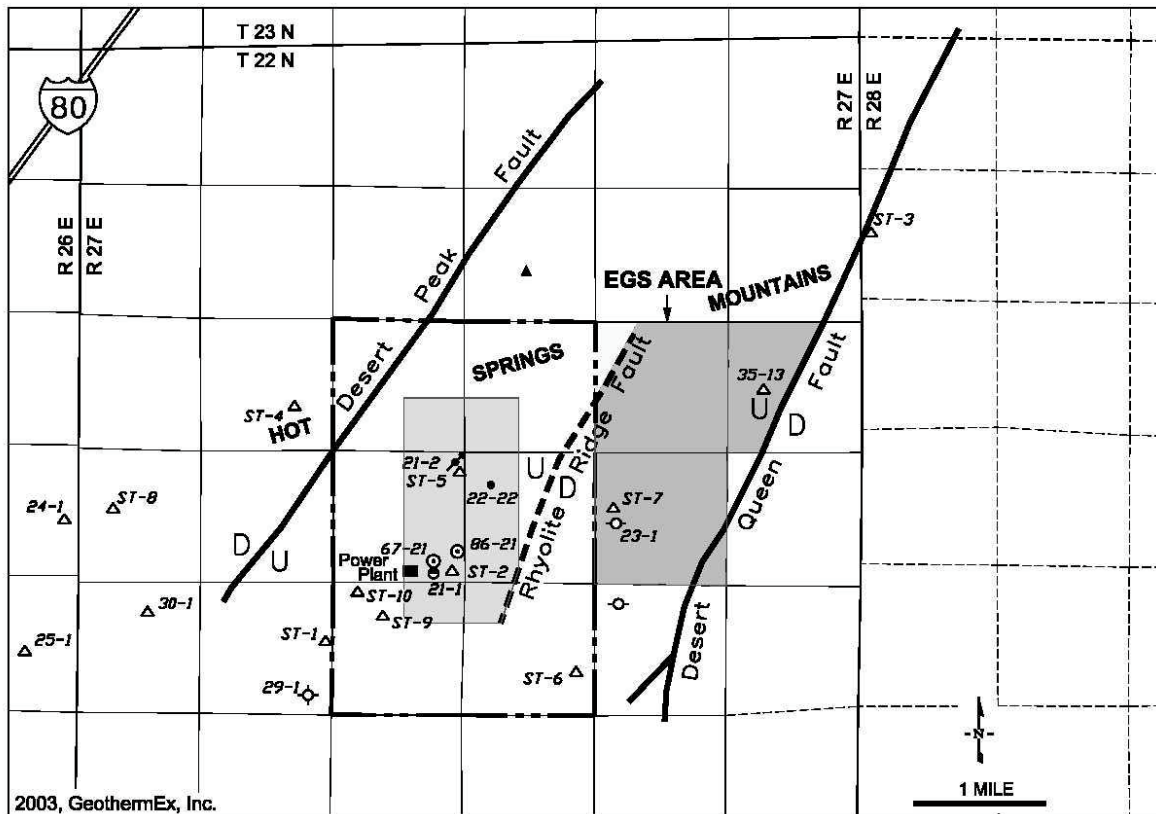 T 23 N
T 22 N
80
R 26 E
R 27 E
R 27 E
R 28 E
Desert Peak Fault
ST-3
EGS AREA
MOUNTAINS
SPRINGS
HOT
ST-4
35-13
U
D
Rhyolite Ridge Fault
U
D
Desert Queen Fault
21-2
ST-5
22-22
ST-7
23-1
24-1
ST-8
D
U
67-21
86-21
Power
Plant
ST-2
21-1
ST-10
ST-9
30-1
25-1
ST-1
29-1
ST-6
N
1 MILE
2003, GeothermEx, Inc.